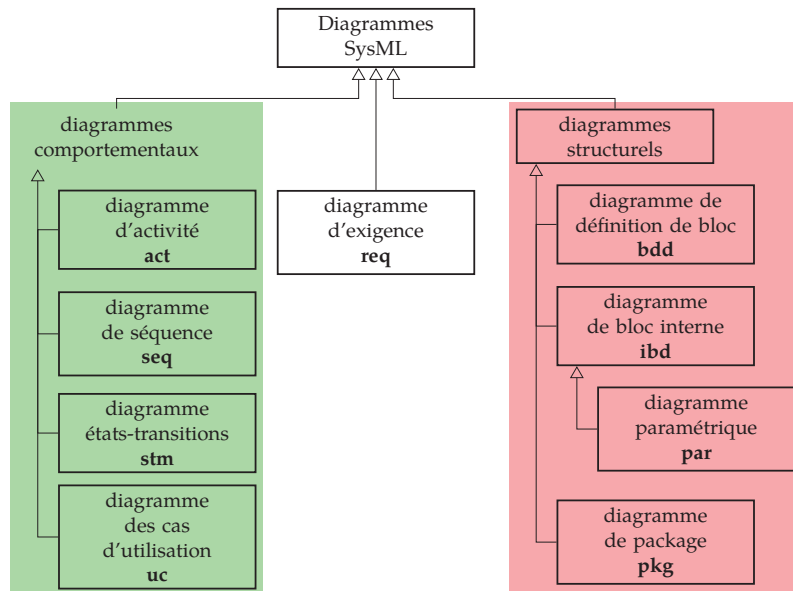 Diagrammes
SysML
diagrammes
comportementaux
diagramme
d'activité
act
diagramme
de séquence
seq
diagramme
états-transitions
stm
diagramme
des cas
d'utilisation
uc
diagramme
d'exigence
req
diagrammes
structurels
diagramme de
définition de bloc
bdd
diagramme
de bloc interne
ibd
diagramme
paramétrique
par
diagramme
de package
pkg